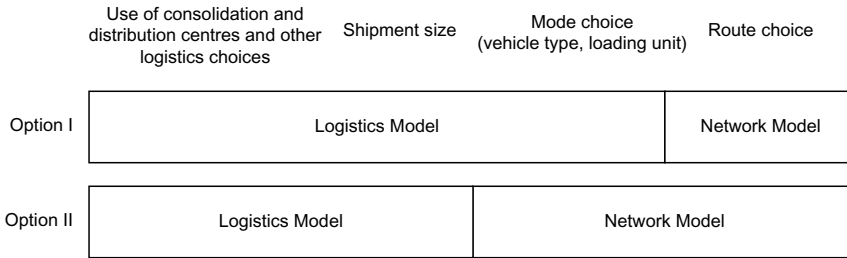 Use of consolidation and
distribution centres and other
logistics choices
Shipment size
Mode choice
(vehicle type, loading unit)
Route choice
Option I
Logistics Model
Network Model
Option II
Logistics Model
Network Model